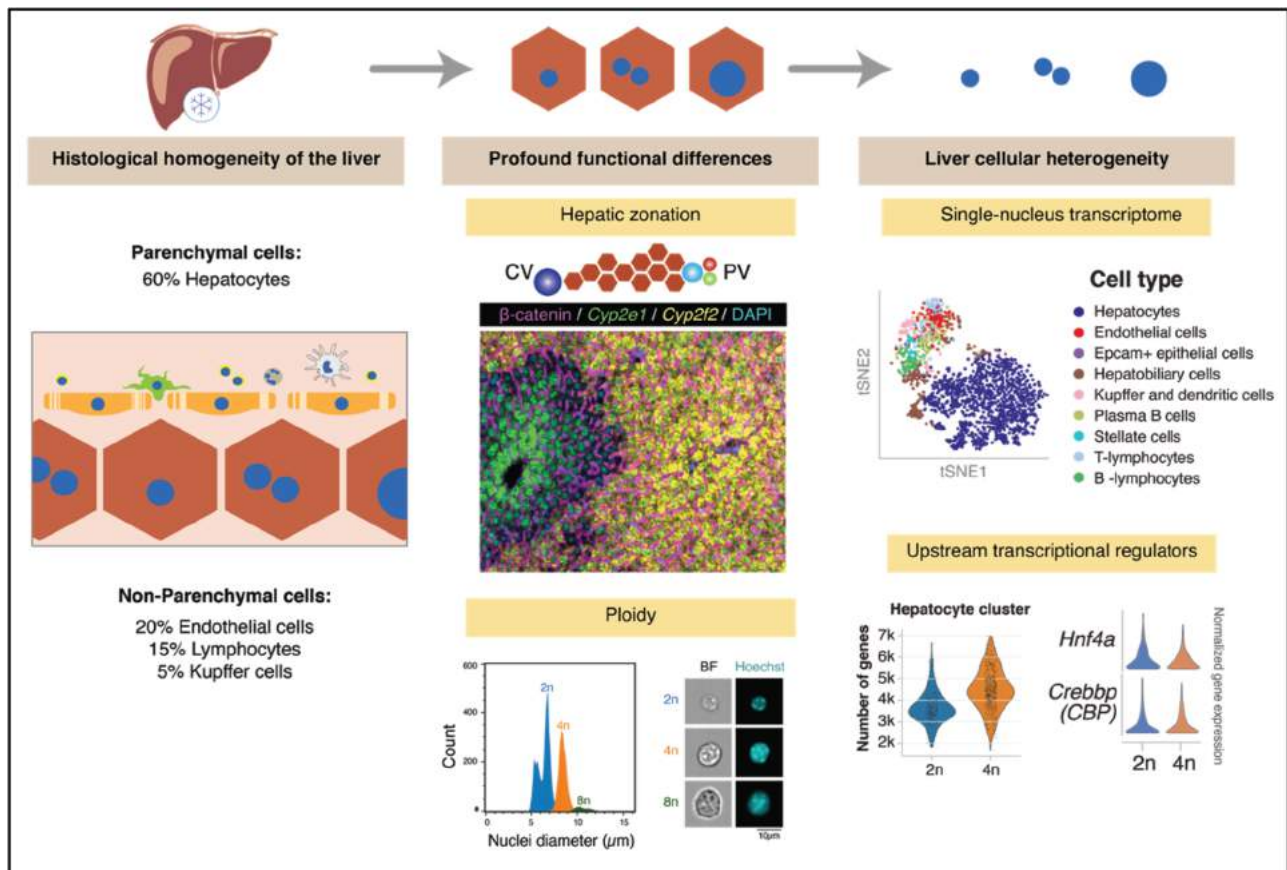 Histological homogeneity of the liver
Parenchymal cells:
60% Hepatocytes
Non-Parenchymal cells:
20% Endothelial cells
15% Lymphocytes
5% Kupffer cells
Profound functional differences
Hepatic zonation
CV
PV
β-catenin / Cyp2e1 / Cyp2f2 / DAPI
Ploidy
600
400
200
0
Count
2n
4n
8n
0
5
10
15
Nuclei diameter (μm)
BF
Hoechst
2n
4n
8n
10μm
Liver cellular heterogeneity
Single-nucleus transcriptome
tSNE2
tSNE1
Cell type
Hepatocytes
Endothelial cells
Epcam+ epithelial cells
Hepatobiliary cells
Kupffer and dendritic cells
Plasma B cells
Stellate cells
T-lymphocytes
B -lymphocytes
Upstream transcriptional regulators
Hepatocyte cluster
Number of genes
7k
6k
5k
4k
3k
2k
2n
4n
Hnf4a
Crebbp
(CBP)
Normalized gene expression
2n
4n